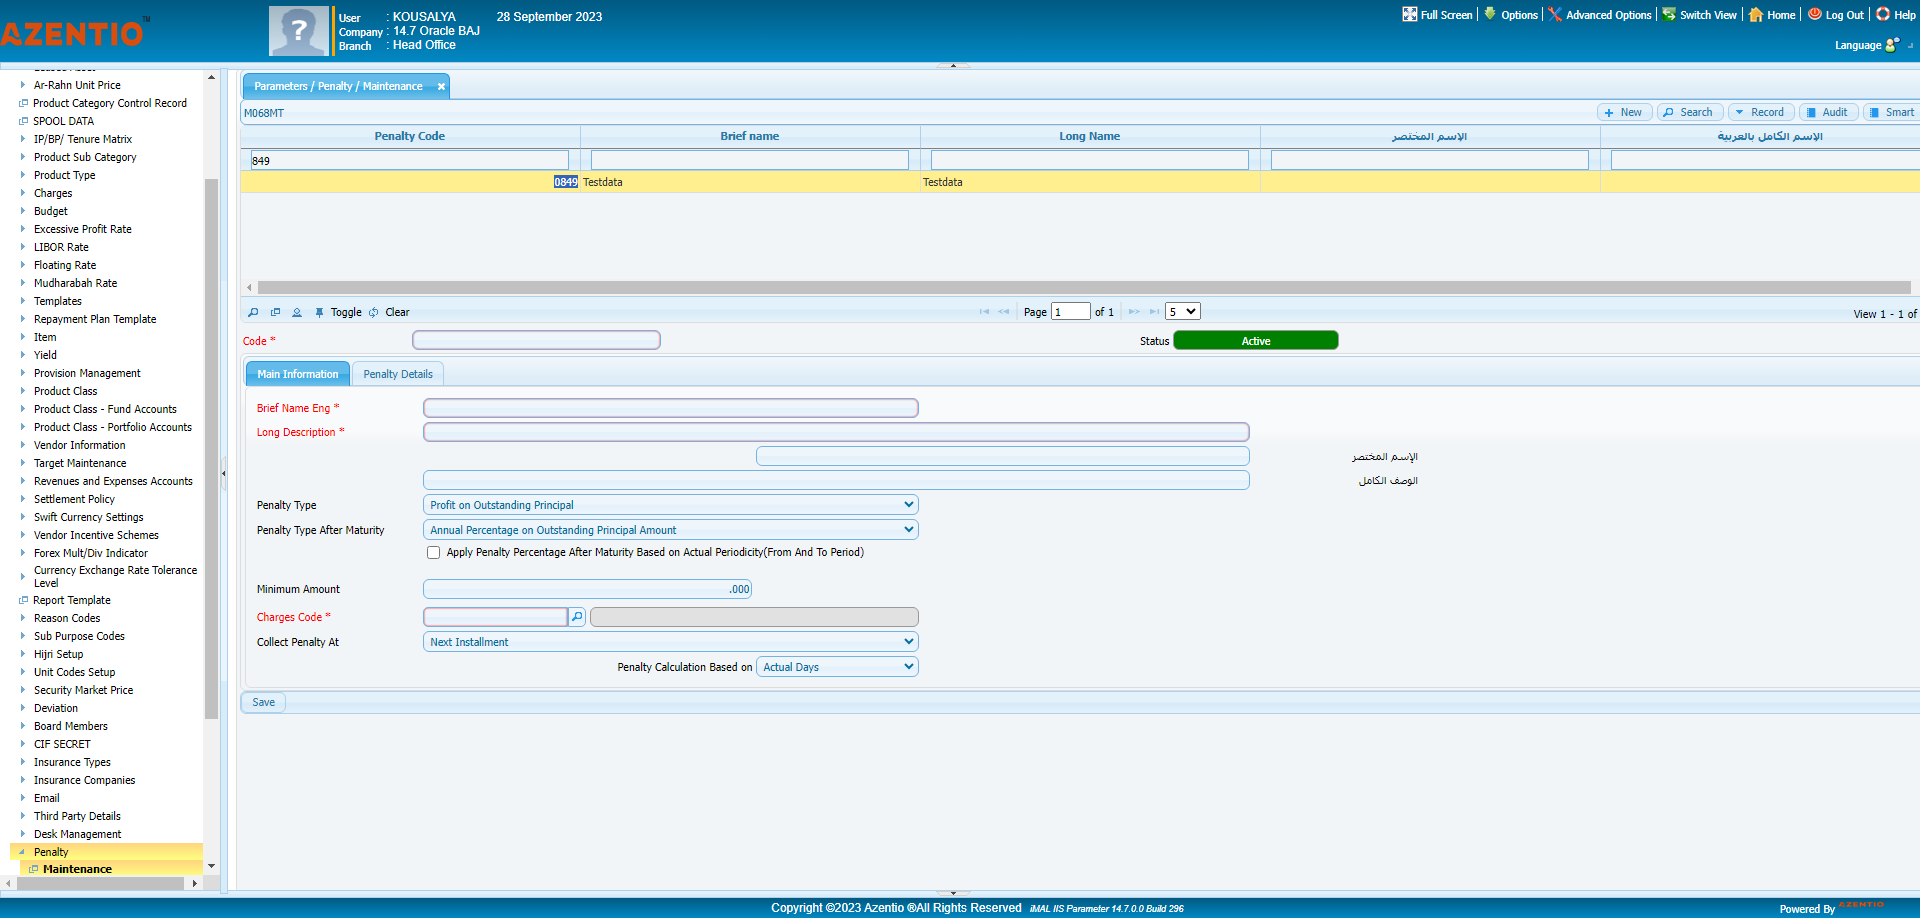 AZENTIO™
User : KOUSALYA 28 September 2023
Company : 14.7 Oracle BAJ
Branch : Head Office
Full Screen Options Advanced Options Switch View Home Log Out Help
Language
Ar-Rahn Unit Price
Product Category Control Record
SPOOL DATA
IP/BP/ Tenure Matrix
Product Sub Category
Product Type
Charges
Budget
Excessive Profit Rate
LIBOR Rate
Floating Rate
Mudharabah Rate
Templates
Repayment Plan Template
Item
Yield
Provision Management
Product Class
Product Class - Fund Accounts
Product Class - Portfolio Accounts
Vendor Information
Target Maintenance
Revenues and Expenses Accounts
Settlement Policy
Swift Currency Settings
Vendor Incentive Schemes
Forex Mult/Div Indicator
Currency Exchange Rate Tolerance
Level
Report Template
Reason Codes
Sub Purpose Codes
Hijri Setup
Unit Codes Setup
Security Market Price
Deviation
Board Members
CIF SECRET
Insurance Types
Insurance Companies
Email
Third Party Details
Desk Management
Penalty
Maintenance
Parameters / Penalty / Maintenance
M068MT
New Search Record Audit Smart
Penalty Code Brief name Long Name الإسم المختصر الإسم الكامل بالعربية
849
0849 Testdata Testdata
Toggle Clear Page 1 of 1 5 View 1 - 1 of
Code * Status Active
Main Information Penalty Details
Brief Name Eng *
Long Description *
الإسم المختصر
الوصف الكامل
Penalty Type Profit on Outstanding Principal
Penalty Type After Maturity Annual Percentage on Outstanding Principal Amount
Apply Penalty Percentage After Maturity Based on Actual Periodicity(From And To Period)
Minimum Amount .000
Charges Code *
Collect Penalty At Next Installment
Penalty Calculation Based on Actual Days
Save
Copyright ©2023 Azentio ®All Rights Reserved iMAL IIS Parameter 14.7.0.0 Build 296
Powered By AZENTIO